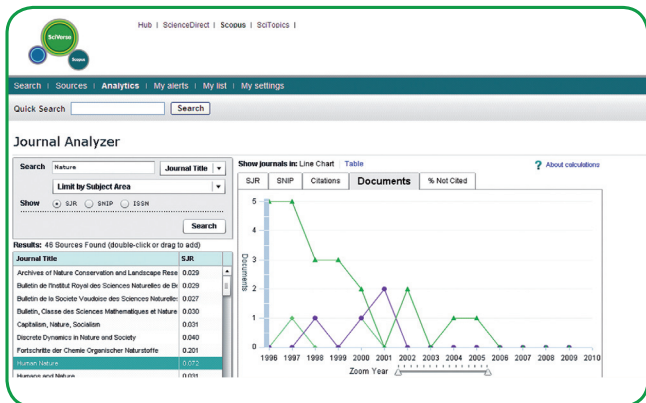 Hub | ScienceDirect | Scopus | SciTopics |
SciVerse
Scopus
Search | Sources | Analytics | My alerts | My list | My settings
Quick Search Search
Journal Analyzer
Search Nature Journal Title
Limit by Subject Area
Show SJR SNIP ISSN
Search
Results: 46 Sources Found (double-click or drag to add)
Journal Title SJR
Archives of Nature Conservation and Landscape Rese 0.029
Bulletin de l'Institut Royal des Sciences Naturelles de Be 0.029
Bulletin de la Societe Vaudoise des Sciences Naturelles 0.027
Bulletin, Classe des Sciences Mathematiques et Nature 0.030
Capitalism, Nature, Socialism 0.031
Discrete Dynamics in Nature and Society 0.040
Fortschritte der Chemie Organischer Naturstoffe 0.201
Human Nature 0.072
Humans and Nature 0.031
Show journals in: Line Chart Table
? About calculations
SJR SNIP Citations Documents % Not Cited
Documents
5
4
3
2
1
0
1996 1997 1998 1999 2000 2001 2002 2003 2004 2005 2006 2007 2008 2009 2010
Zoom Year